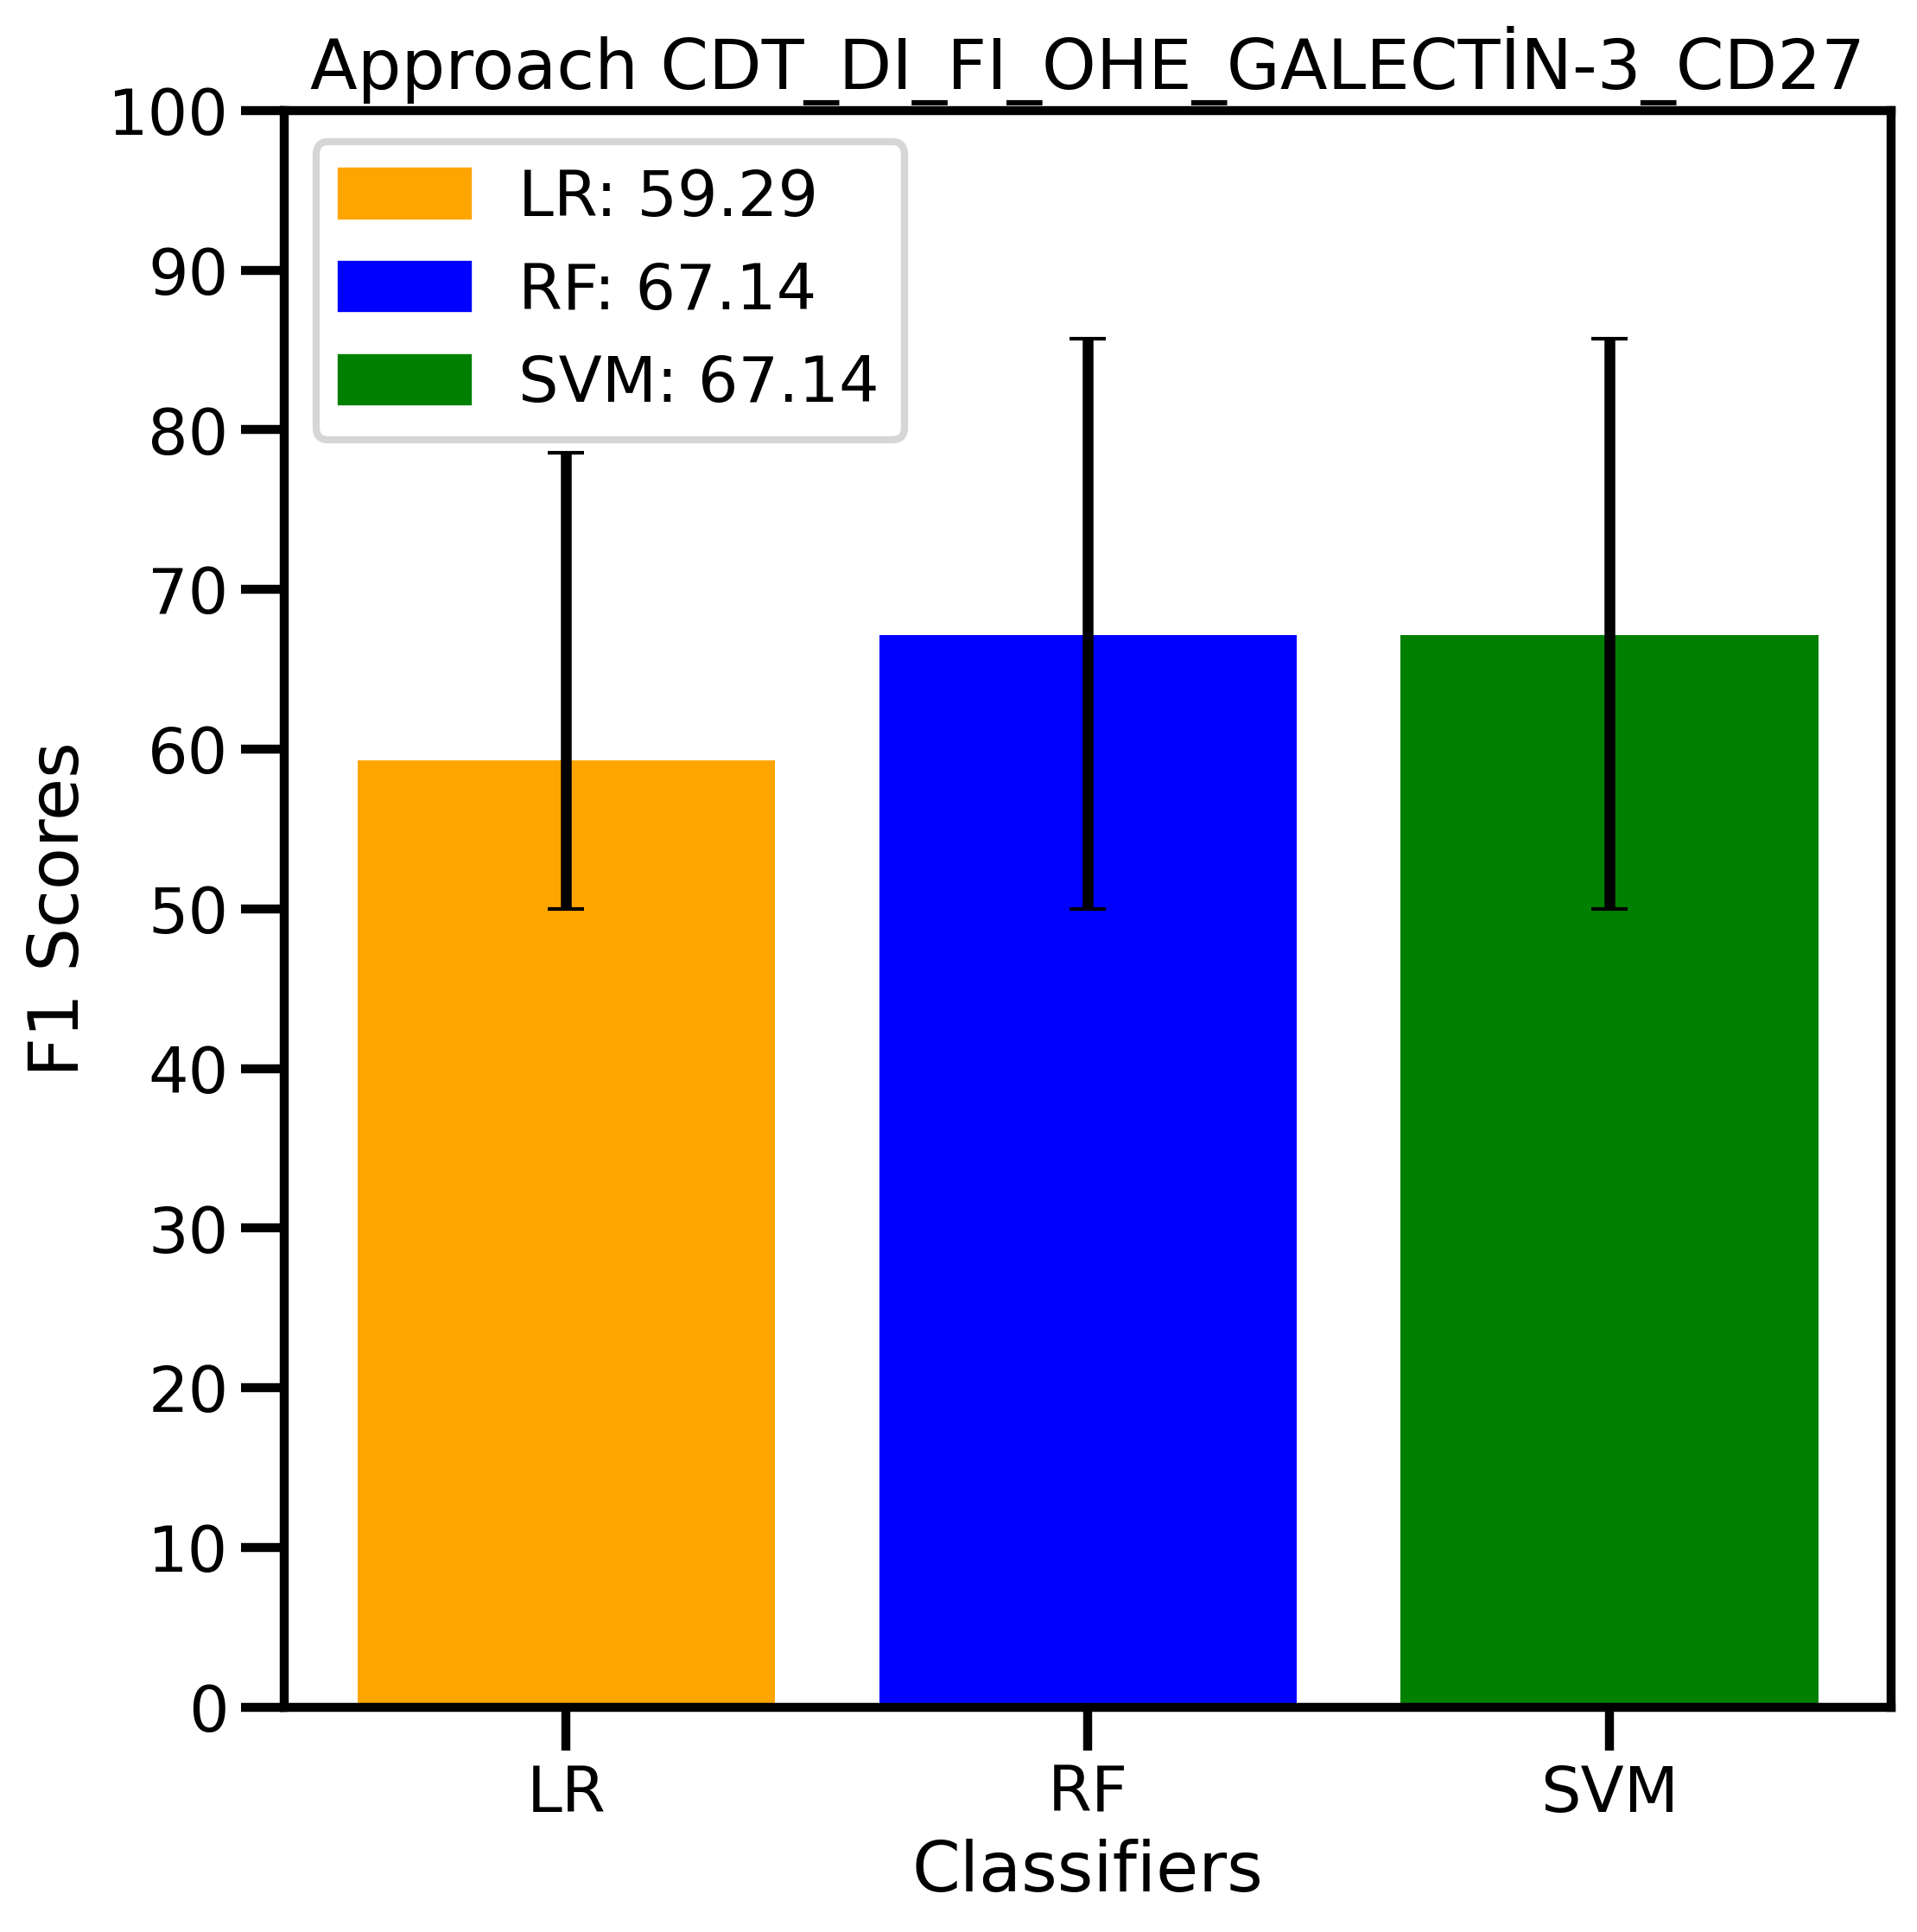 Approach CDT_DI_FI_OHE_GALECTİN-3_CD27
100
90
80
70
60
50
40
30
20
10
0
LR: 59.29
RF: 67.14
SVM: 67.14
F1 Scores
LR
RF
SVM
Classifiers